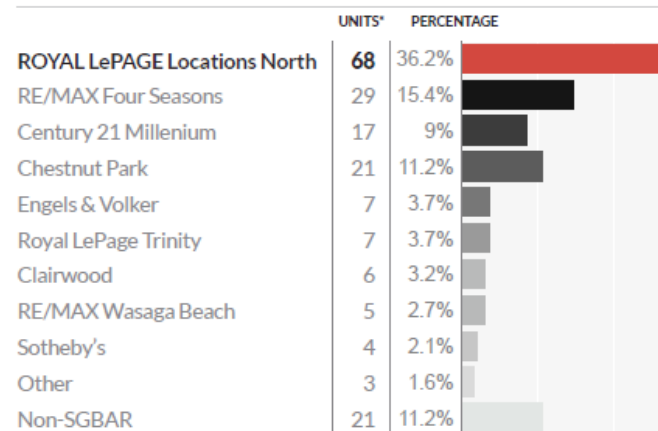 UNITS* PERCENTAGE
ROYAL LePAGE Locations North 68 36.2%
RE/MAX Four Seasons 29 15.4%
Century 21 Millenium 17 9%
Chestnut Park 21 11.2%
Engels & Volker 7 3.7%
Royal LePage Trinity 7 3.7%
Clairwood 6 3.2%
RE/MAX Wasaga Beach 5 2.7%
Sotheby's 4 2.1%
Other 3 1.6%
Non-SGBAR 21 11.2%